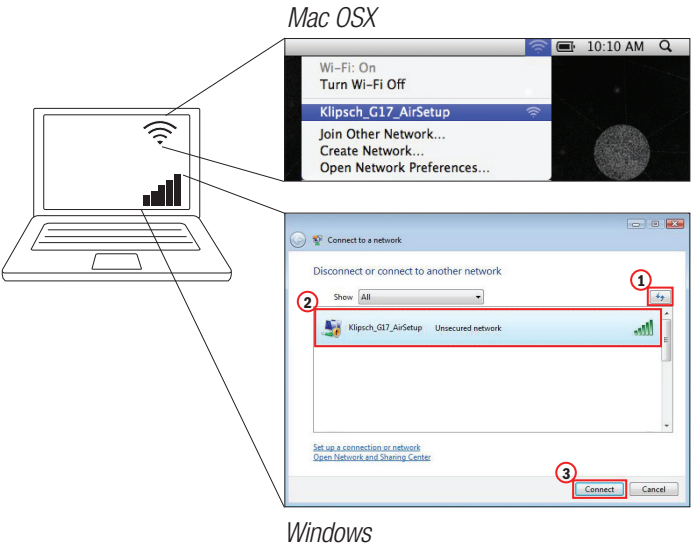 Mac OSX
10:10 AM
Wi-Fi: On
Turn Wi-Fi Off
Klipsch_G17_AirSetup
Join Other Network...
Create Network...
Open Network Preferences...
Connect to a network
Disconnect or connect to another network
1
Show All
2
Klipsch_G17_AirSetup Unsecured network
Set up a connection or network
Open Network and Sharing Center
3
Connect Cancel
Windows